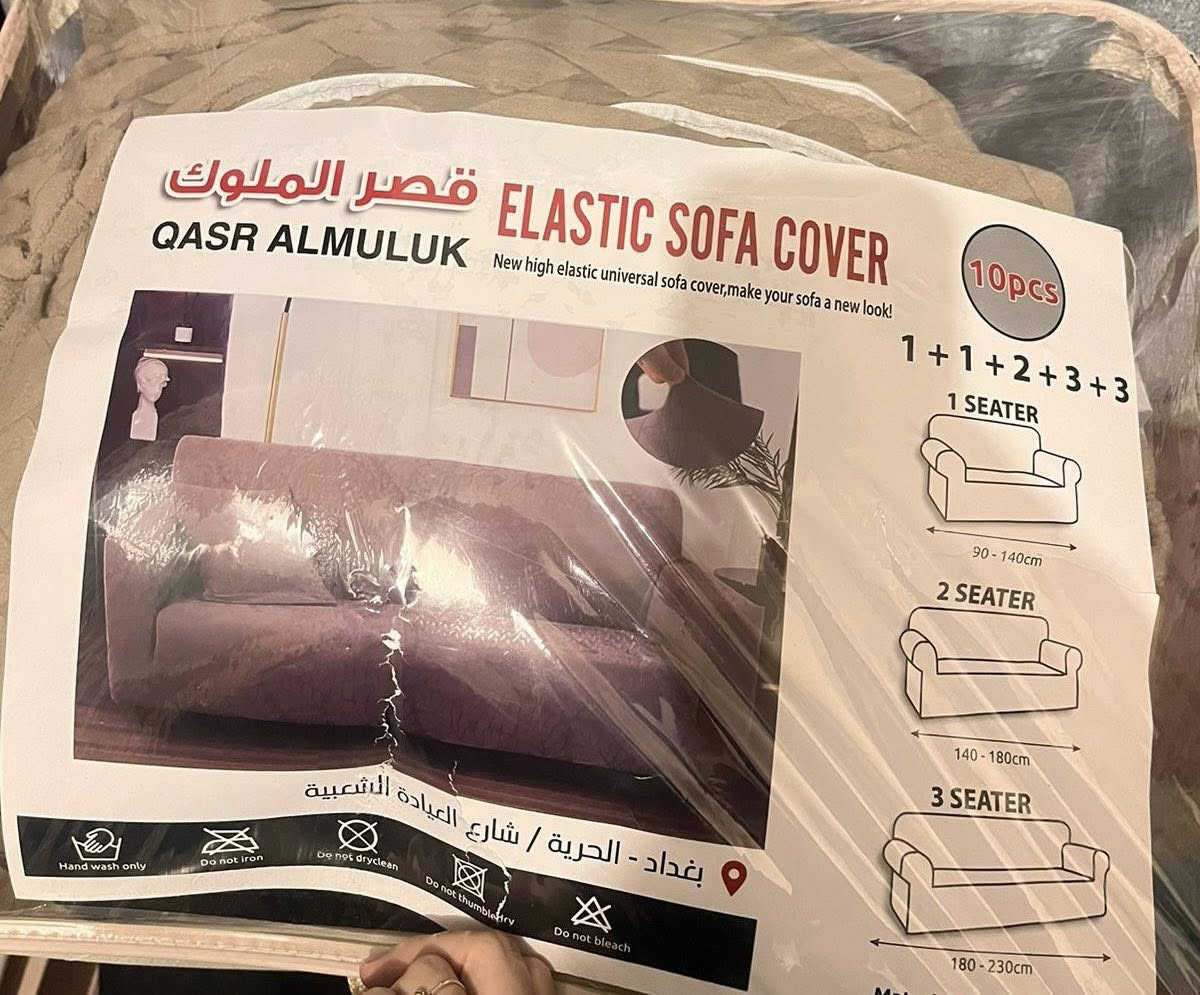 قصر الملوك
QASR ALMULUK
ELASTIC SOFA COVER
New high elastic universal sofa cover,make your sofa a new look!
10pcs
1+1+2+3+3
1 SEATER
90 - 140cm
2 SEATER
140 - 180cm
3 SEATER
180 - 230cm
بغداد - الحرية / شارع العيادة الشعبية
Hand wash only
Do not iron
Do not dryclean
Do not thumbledry
Do not bleach